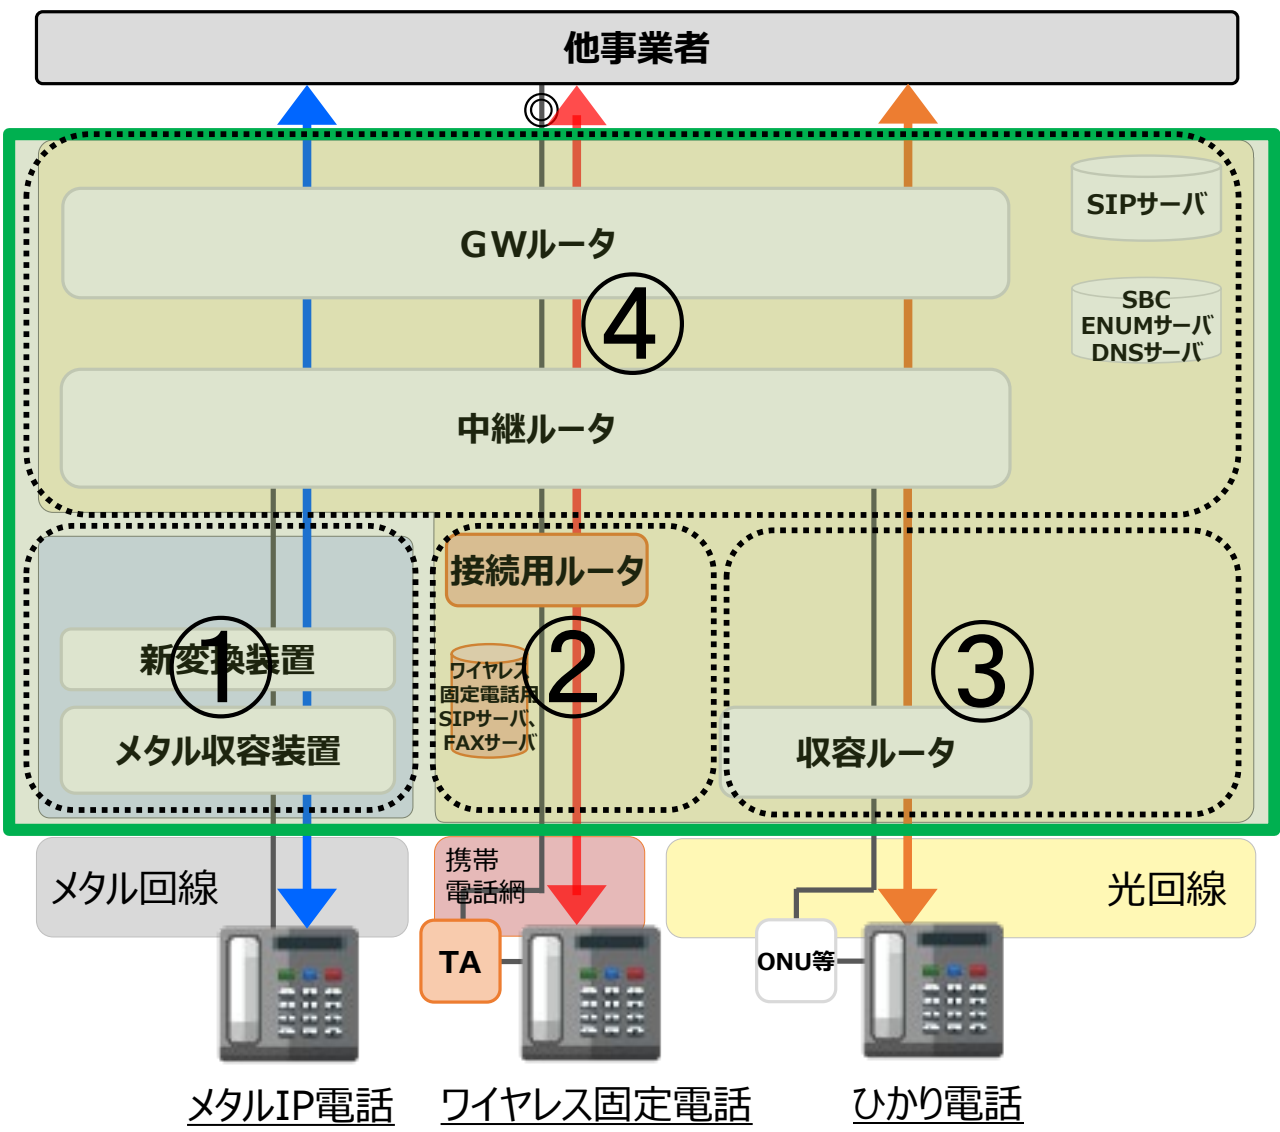 他事業者
◎
SIPサーバ
GWルータ
SBC
ENUMサーバ
DNSサーバ
④
中継ルータ
接続用ルータ
①
新変換装置
②
ワイヤレス
固定電話用
SIPサーバ、
FAXサーバ
③
メタル収容装置
収容ルータ
メタル回線
携帯
電話網
光回線
TA
ONU等
メタルIP電話
ワイヤレス固定電話
ひかり電話